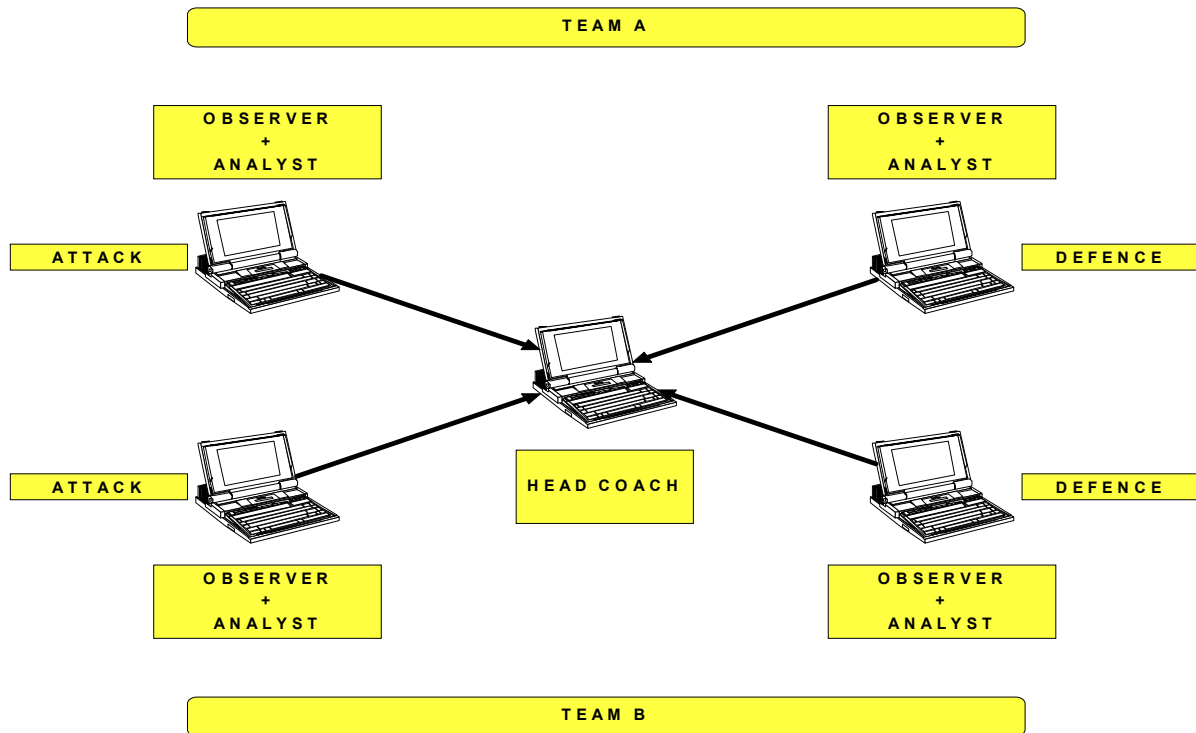 TEAM A
OBSERVER
+
ANALYST
OBSERVER
+
ANALYST
ATTACK
DEFENCE
ATTACK
HEAD COACH
DEFENCE
OBSERVER
+
ANALYST
OBSERVER
+
ANALYST
TEAM B